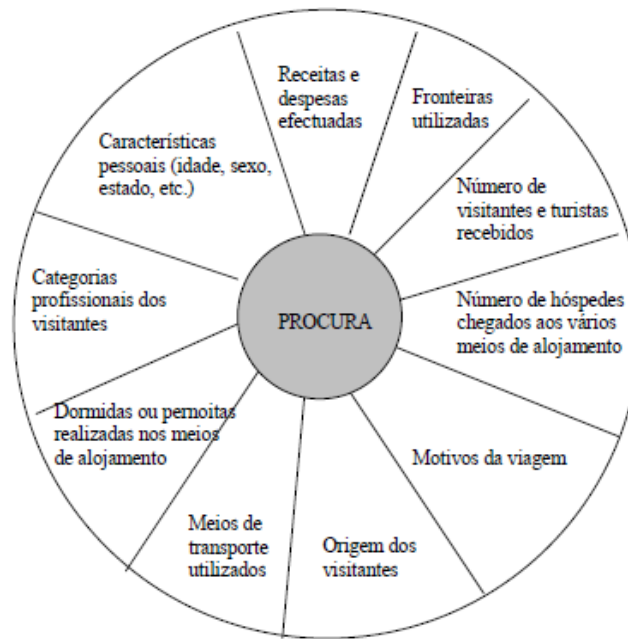 Receitas e
despesas
efectuadas
Fronteiras
utilizadas
Número de
visitantes e turistas
recebidos
Número de hóspedes
chegados aos vários
meios de alojamento
Motivos da viagem
Origem dos
visitantes
Meios de
transporte
utilizados
Dormidas ou pernoitas
realizadas nos meios
de alojamento
Categorias
profissionais dos
visitantes
Características
pessoais (idade, sexo,
estado, etc.)
PROCURA